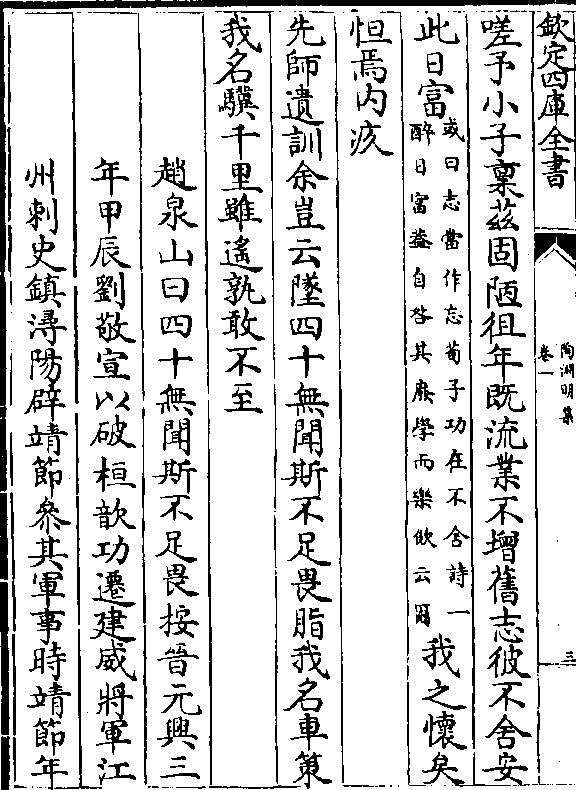 欽定四庫全書
陶淵明集
卷一
三
嗟予小子稟茲固陋徂年既流業不增舊志彼不舍安
此日富或曰志當作忘荀子功在不舍詩一
醉日富葢自咎其廢學而樂飲云爾我之懷矣
怛焉内疚
先師遺訓余豈云墜四十無聞斯不足畏脂我名車策
我名驥千里雖遙孰敢不至
趙泉山曰四十無聞斯不足畏按晉元興三
年甲辰劉敬宣以破桓歆功遷建威將軍江
州刺史鎮潯陽辟靖節參其軍事時靖節年